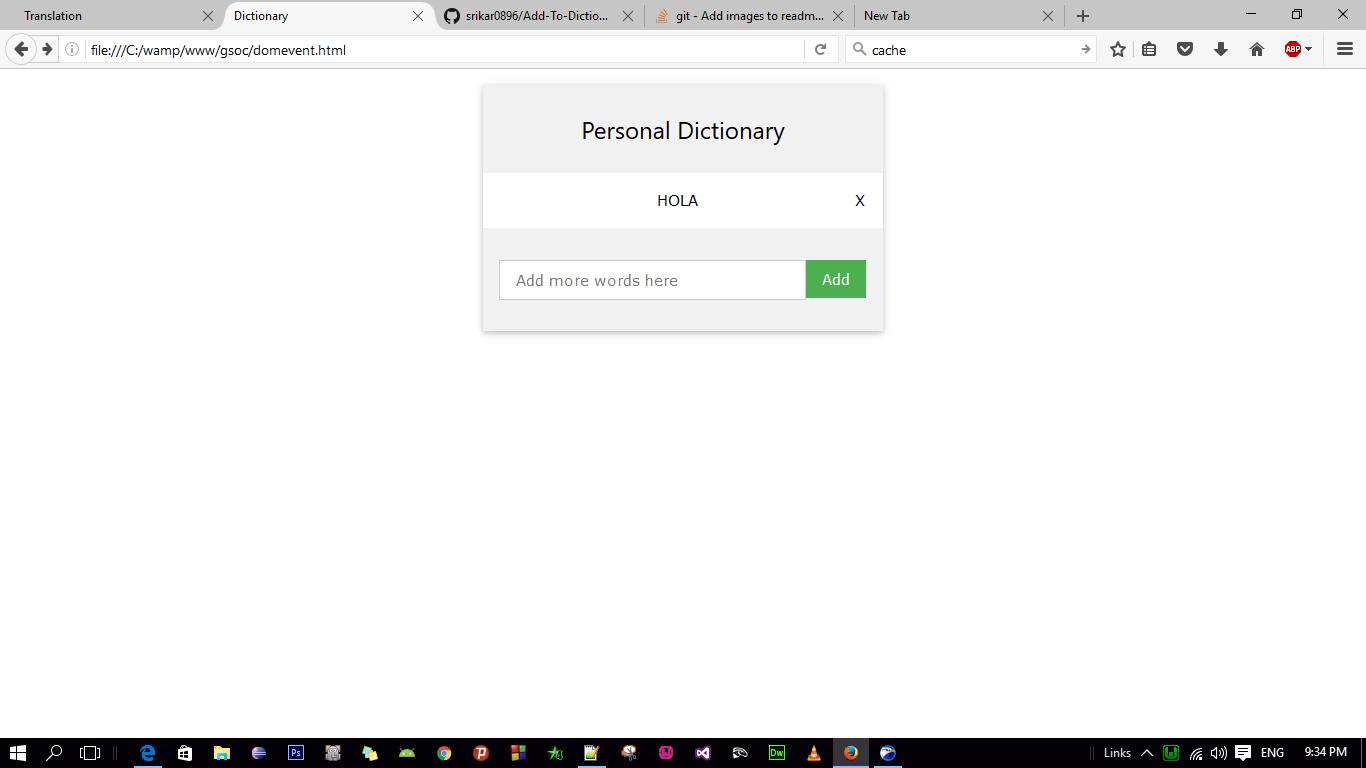 Translation
Dictionary
srikar0896/Add-To-Dictio...
git - Add images to readm...
New Tab
file:///C:/wamp/www/gsoc/domevent.html
cache
ABP
Personal Dictionary
HOLA X
Add more words here
Add
Ps
Dw
Links
ENG
9:34 PM